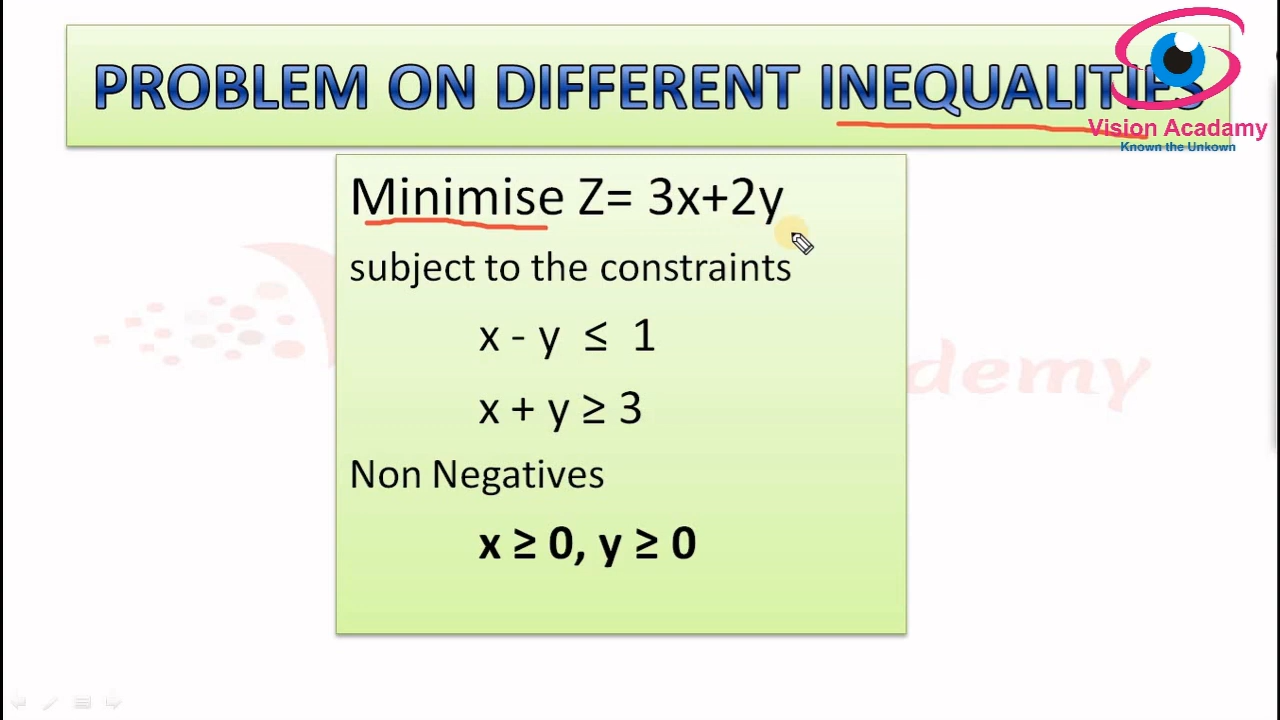 PROBLEM ON DIFFERENT INEQUALITIES
Vision Acadamy
Known the Unkown
Minimise Z= 3x+2y
subject to the constraints
x - y ≤ 1
x + y ≥ 3
Non Negatives
x ≥ 0, y ≥ 0
demy